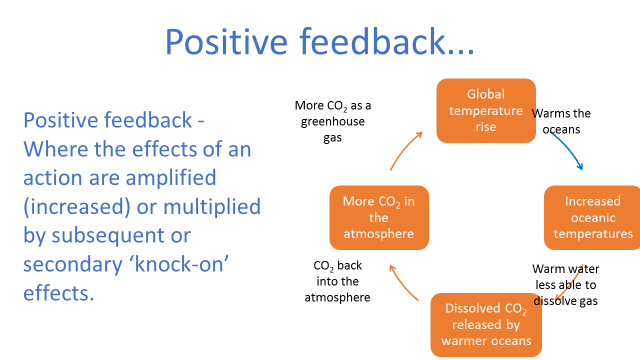 Positive feedback...
Positive feedback -
Where the effects of an
action are amplified
(increased) or multiplied
by subsequent or
secondary ‘knock-on’
effects.
More CO₂ as a
greenhouse
gas
Global
temperature
rise
Warms the
oceans
More CO₂ in
the
atmosphere
Increased
oceanic
temperatures
CO₂ back
into the
atmosphere
Warm water
less able to
dissolve gas
Dissolved CO₂
released by
warmer oceans